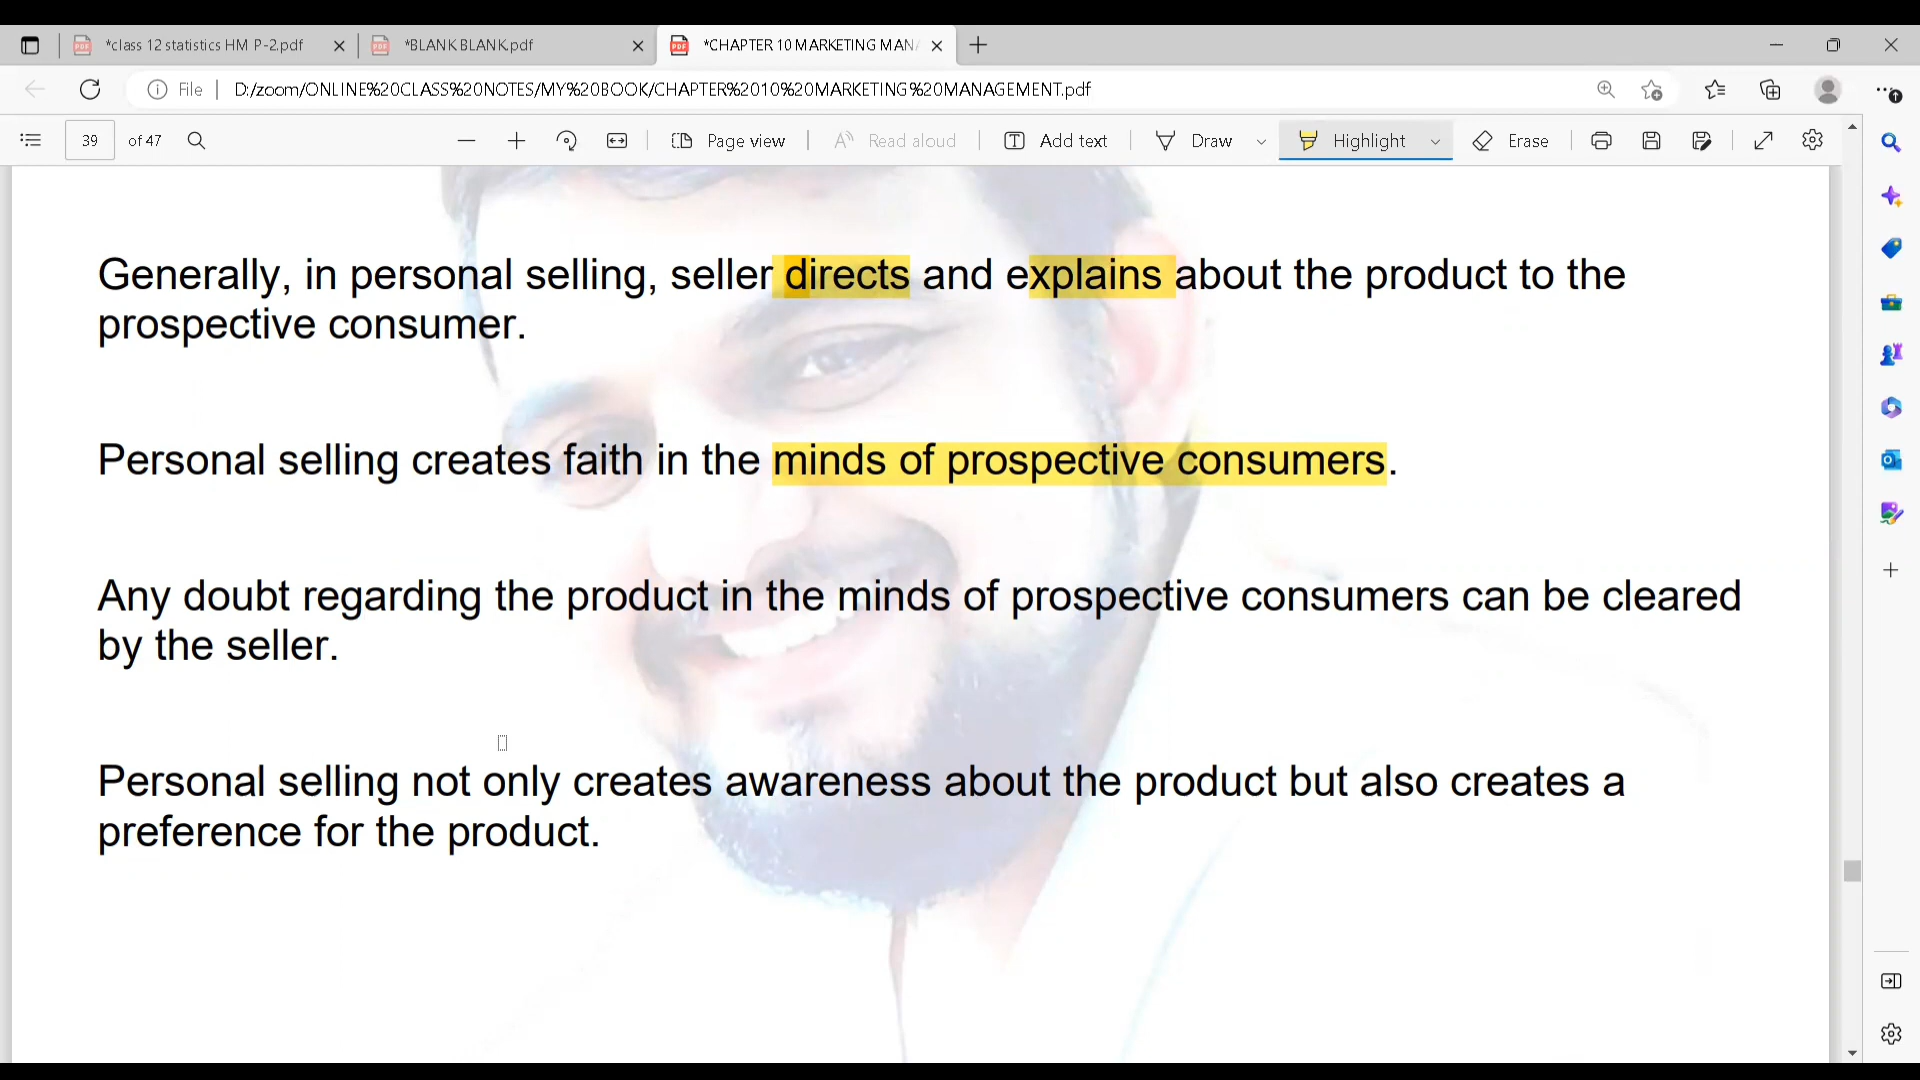 *class 12 statistics HM P-2.pdf
*BLANK BLANK.pdf
*CHAPTER 10 MARKETING MAN
File
D:/zoom/ONLINE%20CLASS%20NOTES/MY%20BOOK/CHAPTER%2010%20MARKETING%20MANAGEMENT.pdf
39 of 47
Page view
Read aloud
Add text
Draw
Highlight
Erase
Generally, in personal selling, seller directs and explains about the product to the
prospective consumer.
Personal selling creates faith in the minds of prospective consumers.
Any doubt regarding the product in the minds of prospective consumers can be cleared
by the seller.
Personal selling not only creates awareness about the product but also creates a
preference for the product.